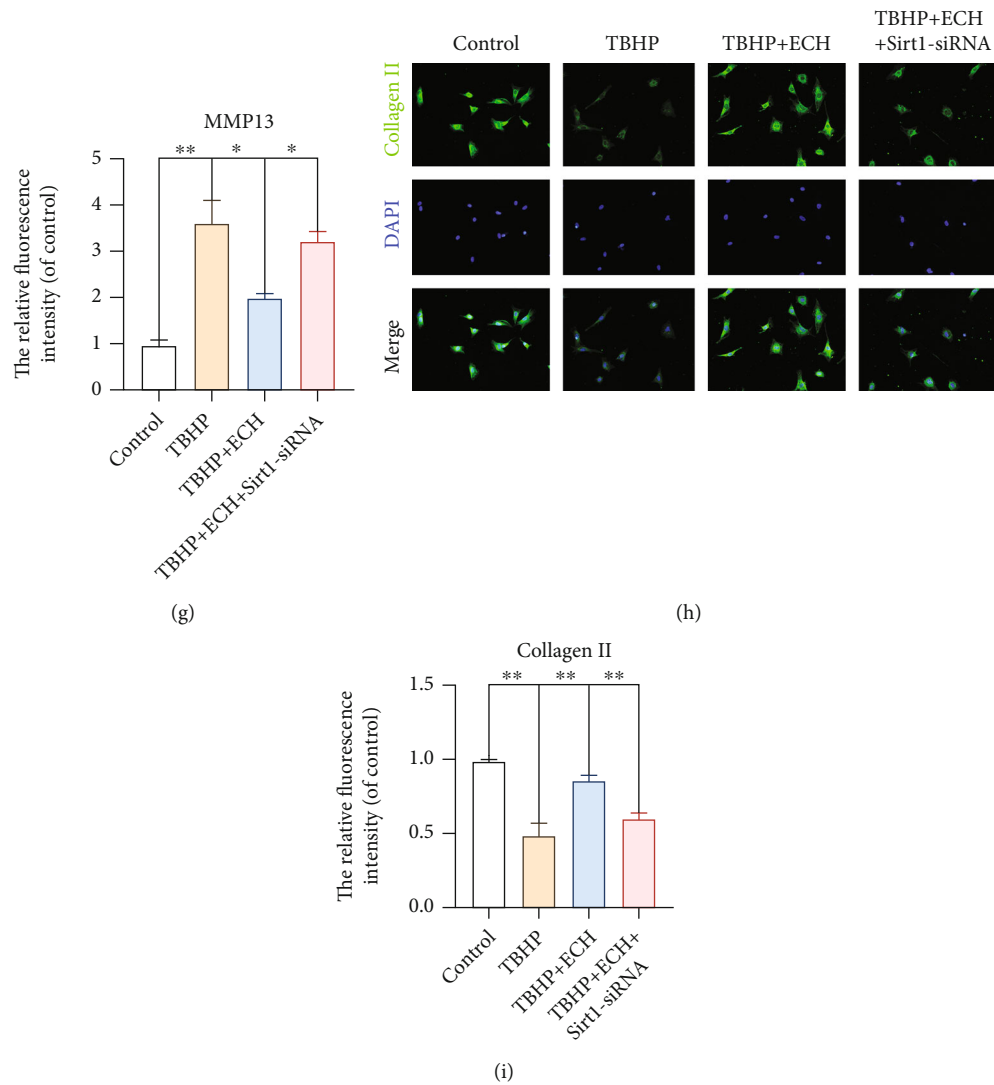 MMP13
The relative fluorescence
intensity (of control)
5
4
3
2
1
0
** * *
Control
TBHP
TBHP+ECH
TBHP+ECH+Sirt1-siRNA
(g)
Control TBHP TBHP+ECH TBHP+ECH
+Sirt1-siRNA
Collagen II
DAPI
Merge
(h)
Collagen II
The relative fluorescence
intensity (of control)
1.5
1.0
0.5
0.0
** ** **
Control
TBHP
TBHP+ECH
TBHP+ECH+
Sirt1-siRNA
(i)